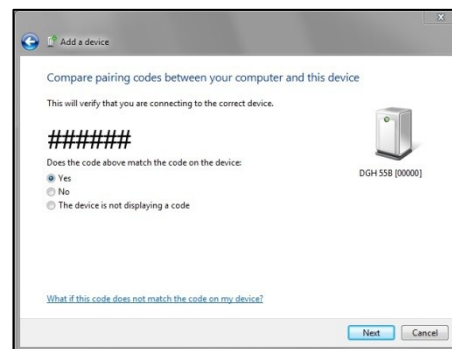 Add a device
Compare pairing codes between your computer and this device
This will verify that you are connecting to the correct device.
######
Does the code above match the code on the device:
Yes
No
The device is not displaying a code
DGH 55B [00000]
What if this code does not match the code on my device?
Next
Cancel